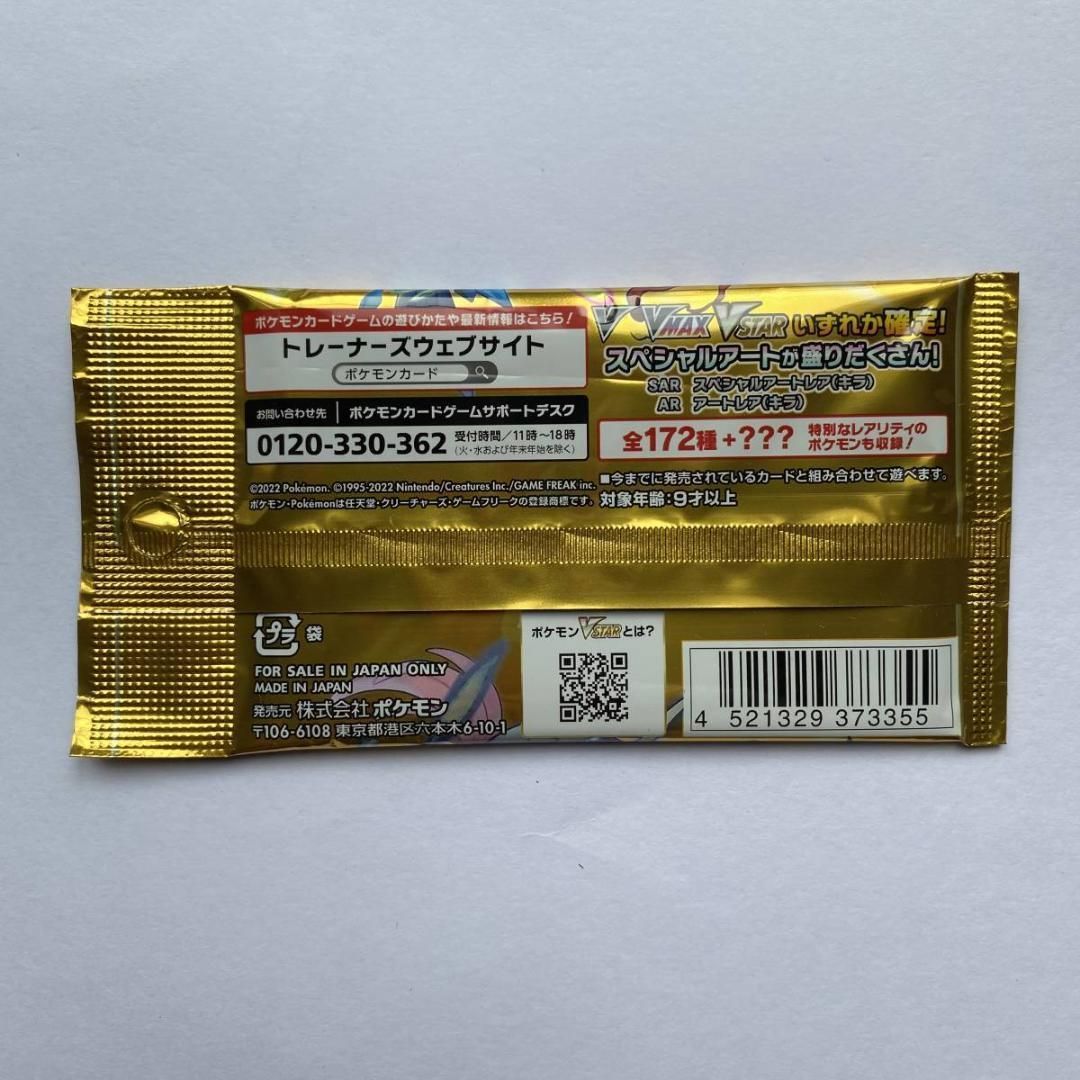 ポケモンカードゲームの遊びかたや最新情報はこちら！
トレーナーズウェブサイト
ポケモンカード
お問い合わせ先 ポケモンカードゲームサポートデスク
0120-330-362 受付時間／11時～18時
(火・水および年末年始を除く)
©2022 Pokémon. ©1995-2022 Nintendo/Creatures Inc./GAME FREAK inc.
ポケモン・Pokémonは任天堂・クリーチャーズ・ゲームフリークの登録商標です。
V VMAX VSTAR いずれか確定！
スペシャルアートが盛りだくさん！
SAR スペシャルアートレア(キラ)
AR アートレア(キラ)
全172種+??? 特別なレアリティの
ポケモンも収録！
■今までに発売されているカードと組み合わせて遊べます。
対象年齢：9才以上
プラ 袋
FOR SALE IN JAPAN ONLY
MADE IN JAPAN
発売元 株式会社 ポケモン
〒106-6108 東京都港区六本木6-10-1
ポケモンVSTARとは？
4 521329 373355